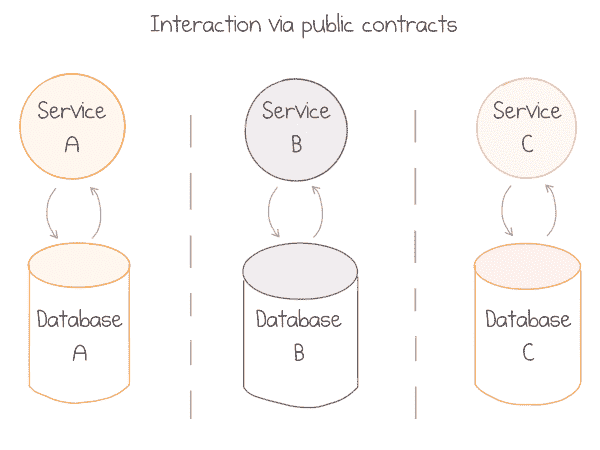 Interaction via public contracts
Service
A
Service
B
Service
C
Database
A
Database
B
Database
C